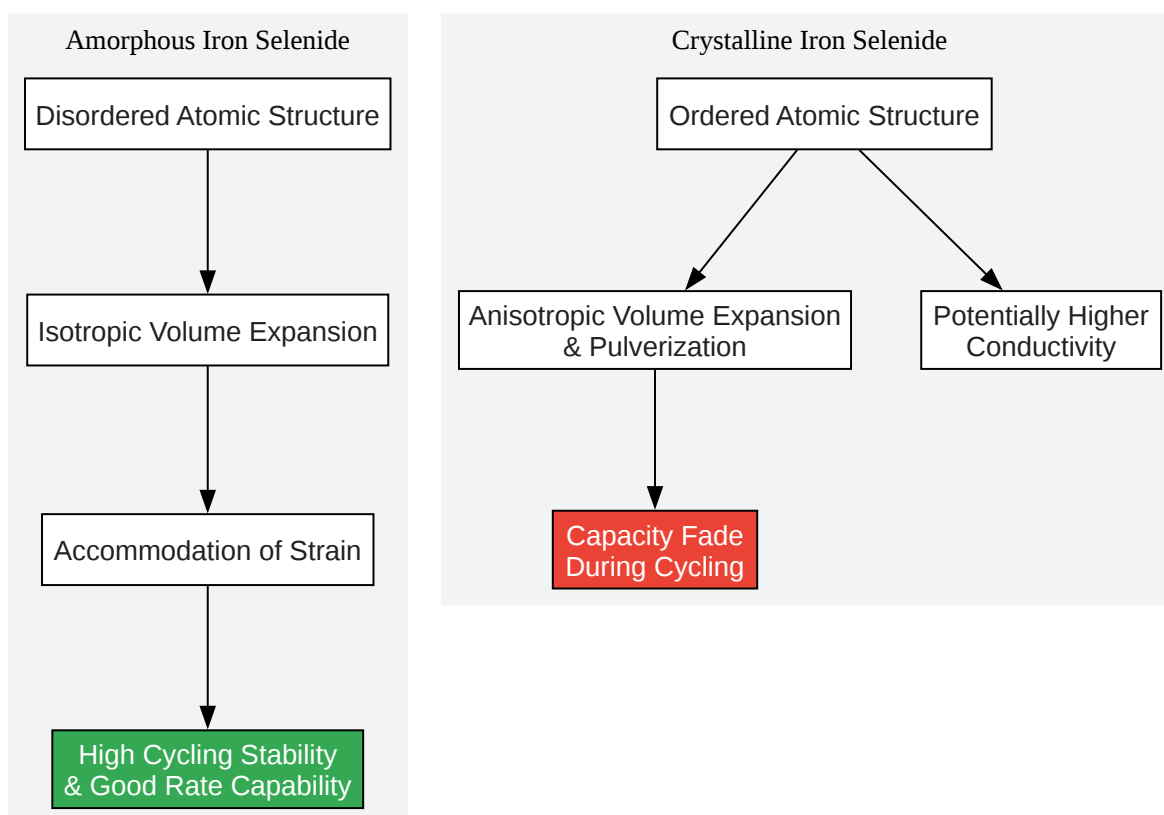 Amorphous Iron Selenide
Disordered Atomic Structure
Isotropic Volume Expansion
Accommodation of Strain
High Cycling Stability
& Good Rate Capability
Crystalline Iron Selenide
Ordered Atomic Structure
Anisotropic Volume Expansion
& Pulverization
Potentially Higher
Conductivity
Capacity Fade
During Cycling